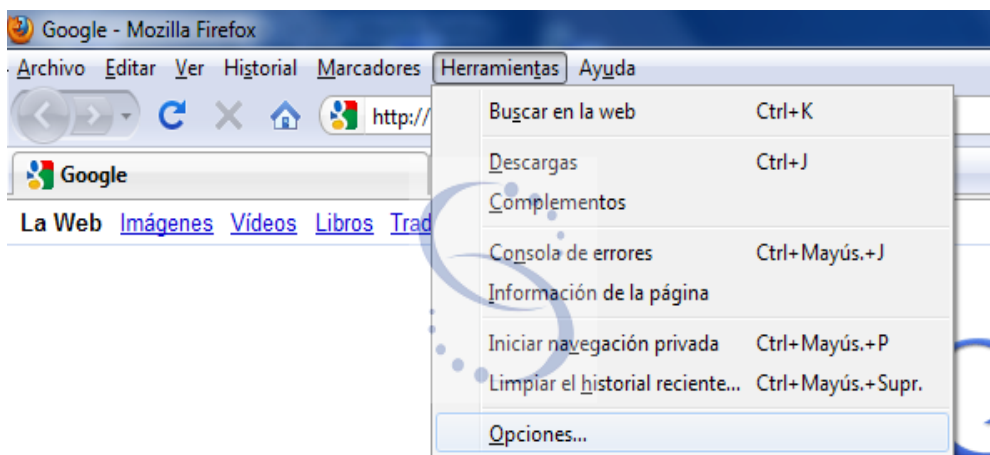 Google - Mozilla Firefox
Archivo Editar Ver Historial Marcadores Herramientas Ayuda
http://
Buscar en la web Ctrl+K
Google
Descargas Ctrl+J
Complementos
La Web Imágenes Vídeos Libros Trad
Consola de errores Ctrl+Mayús.+J
Información de la página
Iniciar navegación privada Ctrl+Mayús.+P
Limpiar el historial reciente... Ctrl+Mayús.+Supr.
Opciones...